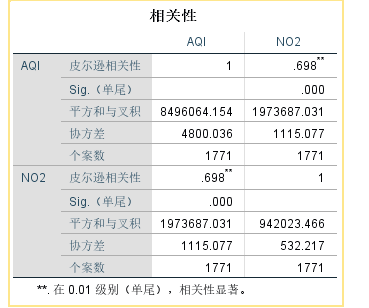 相关性
AQI NO2
AQI 皮尔逊相关性 1 .698**
Sig.（单尾） .000
平方和与叉积 8496064.154 1973687.031
协方差 4800.036 1115.077
个案数 1771 1771
NO2 皮尔逊相关性 .698** 1
Sig.（单尾） .000
平方和与叉积 1973687.031 942023.466
协方差 1115.077 532.217
个案数 1771 1771
**. 在 0.01 级别（单尾），相关性显著。